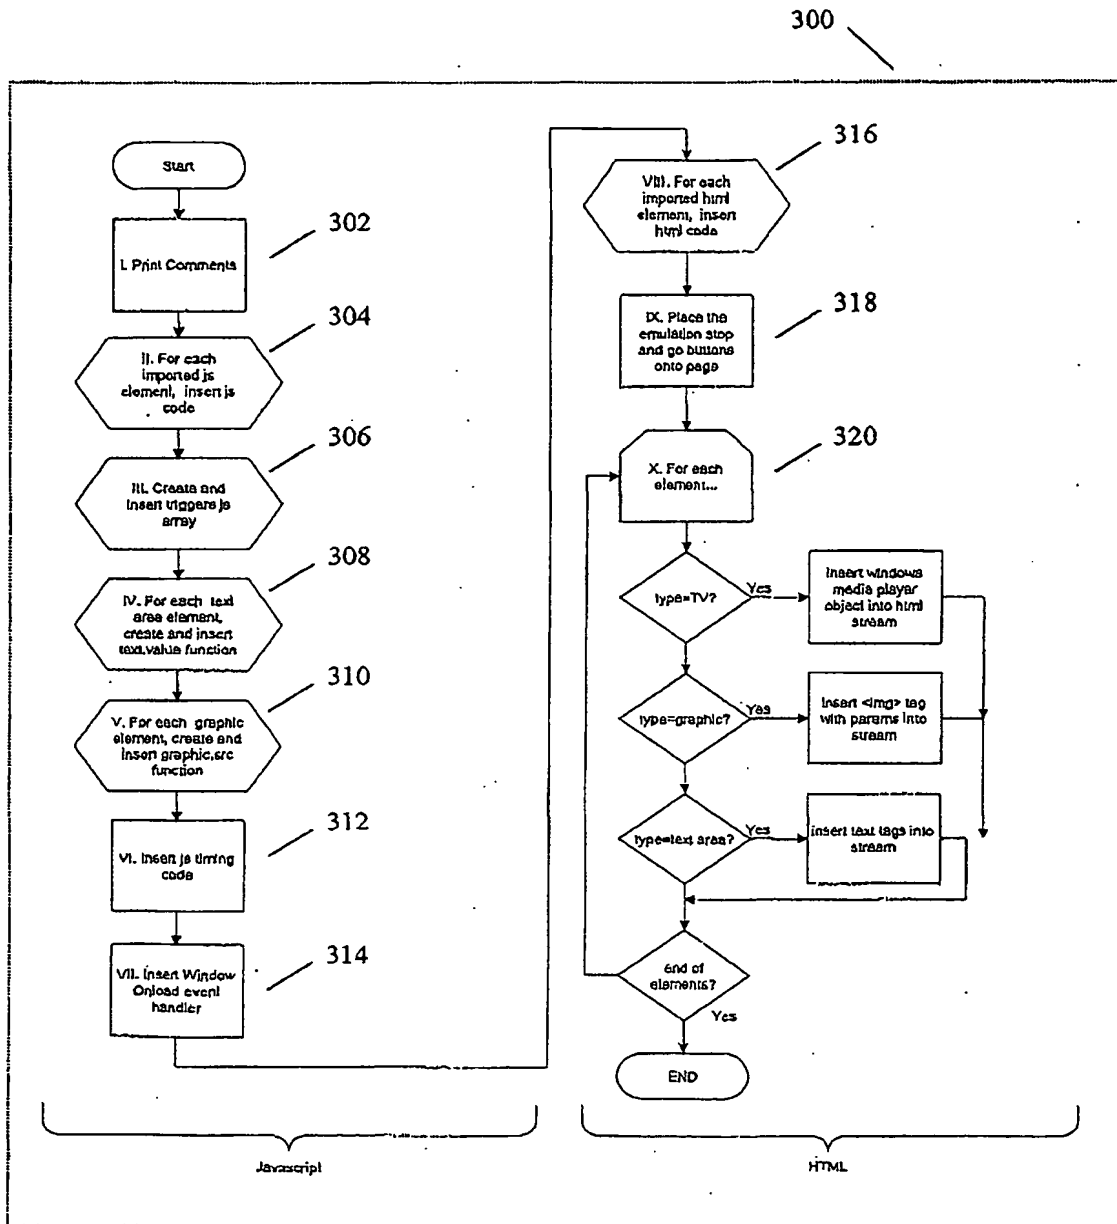 300
Start
302
I. Print Comments
304
II. For each
imported js
element, insert js
code
306
III. Create and
insert triggers js
array
308
IV. For each text
area element,
create and insert
text.value function
310
V. For each graphic
element, create and
insert graphic.src
function
312
VI. Insert js timing
code
314
VII. Insert Window
Onload event
handler
Javascript
316
VIII. For each
imported html
element, insert
html code
318
IX. Place the
emulation stop
and go buttons
onto page
320
X. For each
element...
type=TV?
Yes
Insert windows
media player
object into html
stream
type=graphic?
Yes
Insert <img> tag
with params into
stream
type=text area?
Yes
Insert text tags into
stream
end of
elements?
Yes
END
HTML